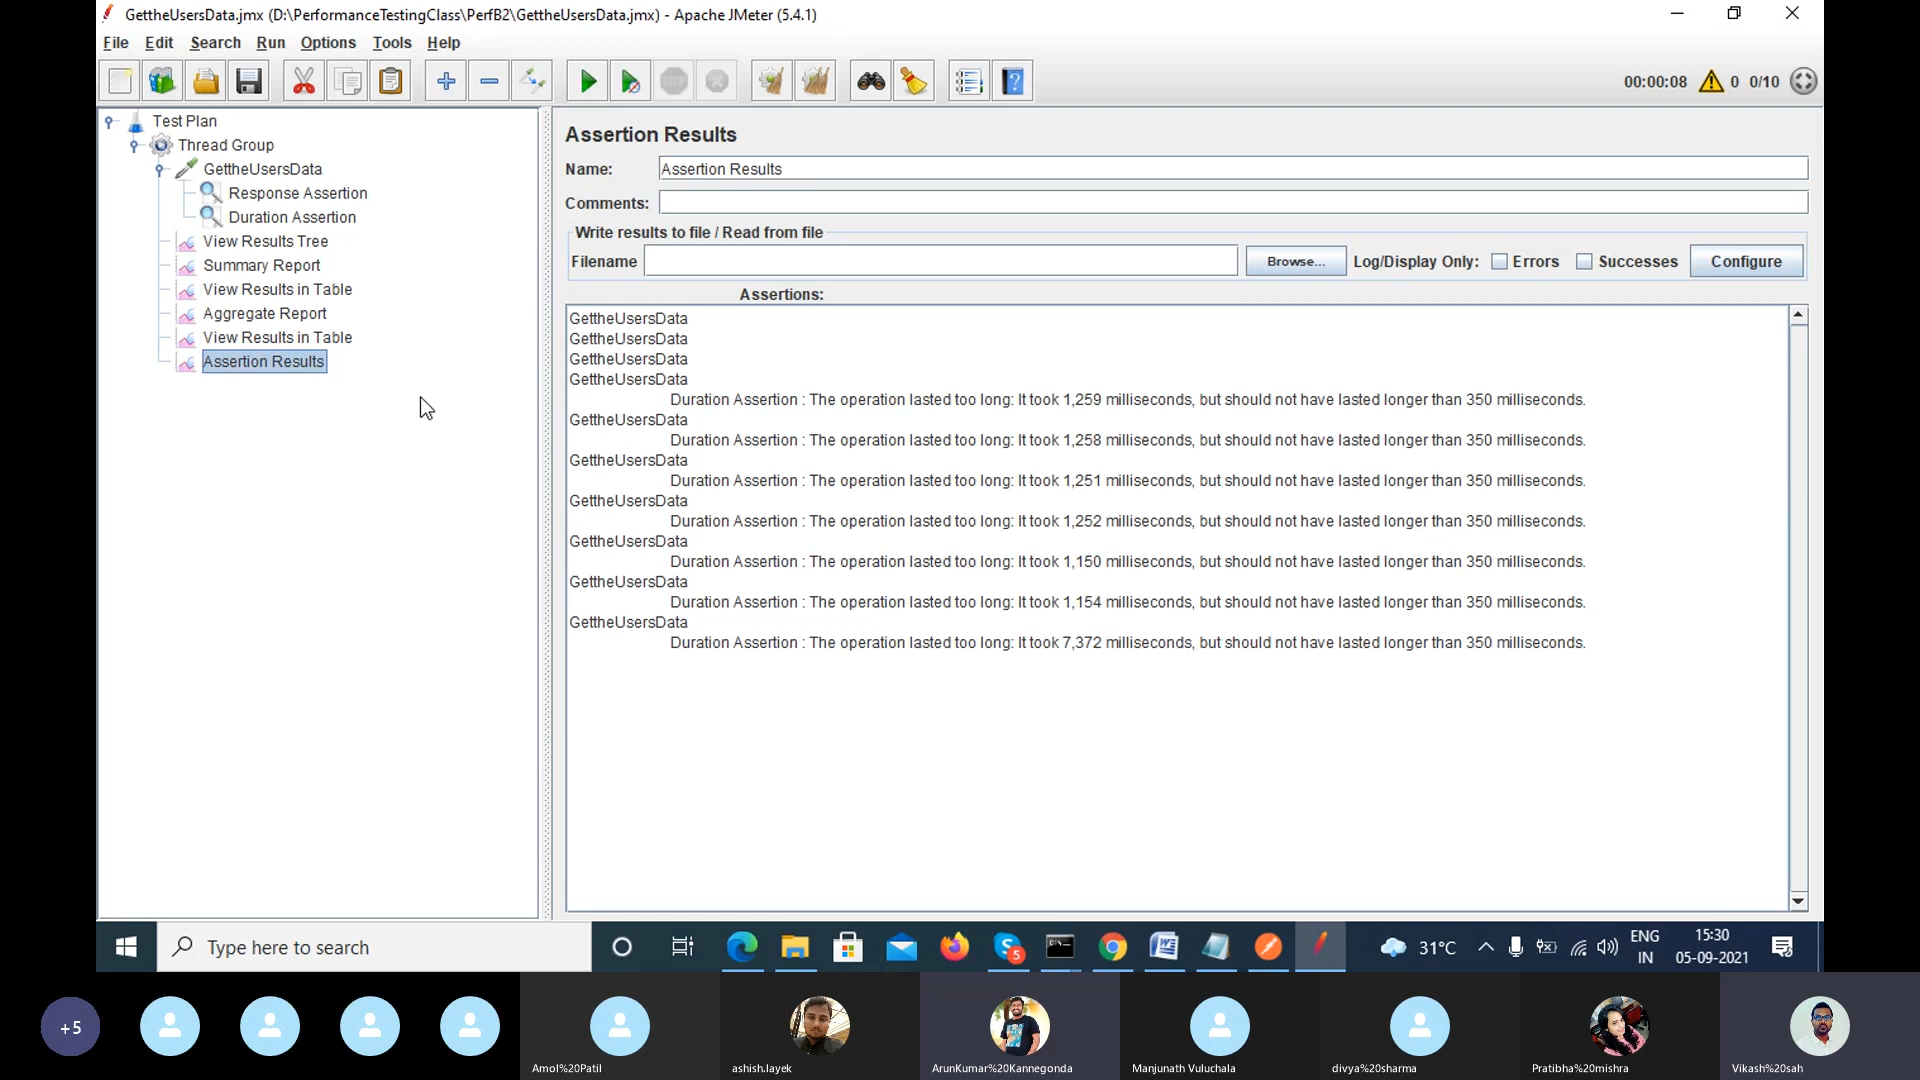 GettheUsersData.jmx (D:\PerformanceTestingClass\PerfB2\GettheUsersData.jmx) - Apache JMeter (5.4.1)
File Edit Search Run Options Tools Help
STOP
00:00:08 0 0/10
Test Plan
Thread Group
GettheUsersData
Response Assertion
Duration Assertion
View Results Tree
Summary Report
View Results in Table
Aggregate Report
View Results in Table
Assertion Results
Assertion Results
Name: Assertion Results
Comments:
Write results to file / Read from file
Filename Browse... Log/Display Only: Errors Successes Configure
Assertions:
GettheUsersData
GettheUsersData
GettheUsersData
GettheUsersData
Duration Assertion : The operation lasted too long: It took 1,259 milliseconds, but should not have lasted longer than 350 milliseconds.
GettheUsersData
Duration Assertion : The operation lasted too long: It took 1,258 milliseconds, but should not have lasted longer than 350 milliseconds.
GettheUsersData
Duration Assertion : The operation lasted too long: It took 1,251 milliseconds, but should not have lasted longer than 350 milliseconds.
GettheUsersData
Duration Assertion : The operation lasted too long: It took 1,252 milliseconds, but should not have lasted longer than 350 milliseconds.
GettheUsersData
Duration Assertion : The operation lasted too long: It took 1,150 milliseconds, but should not have lasted longer than 350 milliseconds.
GettheUsersData
Duration Assertion : The operation lasted too long: It took 1,154 milliseconds, but should not have lasted longer than 350 milliseconds.
GettheUsersData
Duration Assertion : The operation lasted too long: It took 7,372 milliseconds, but should not have lasted longer than 350 milliseconds.
Type here to search
5
31°C
ENG
IN
15:30
05-09-2021
+5
Amol%20Patil
ashish.layek
ArunKumar%20Kannegonda
Manjunath Vuluchala
divya%20sharma
Pratibha%20mishra
Vikash%20sah